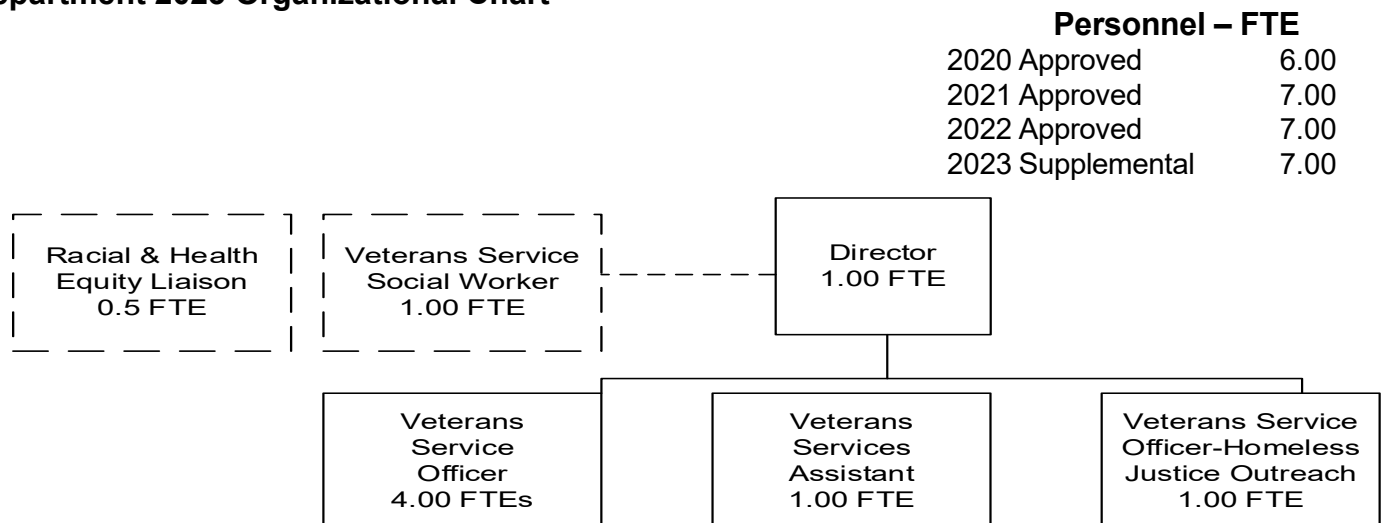 Personnel – FTE
2020 Approved 6.00
2021 Approved 7.00
2022 Approved 7.00
2023 Supplemental 7.00
Racial & Health
Equity Liaison
0.5 FTE
Veterans Service
Social Worker
1.00 FTE
Director
1.00 FTE
Veterans
Service
Officer
4.00 FTEs
Veterans
Services
Assistant
1.00 FTE
Veterans Service
Officer-Homeless
Justice Outreach
1.00 FTE